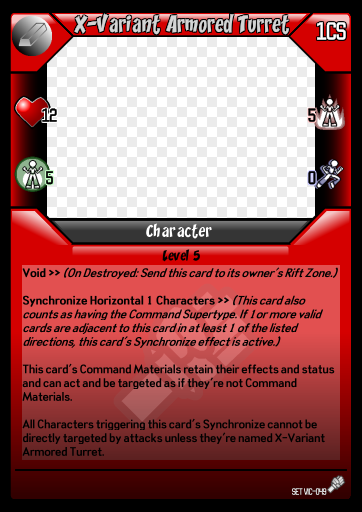 X-Variant Armored Turret
1CS
12
5
5
0
Character
Level 5
Void >> (On Destroyed: Send this card to its owner's Rift Zone.)
Synchronize Horizontal 1 Characters >> (This card also
counts as having the Command Supertype. If 1 or more valid
cards are adjacent to this card in at least 1 of the listed
directions, this card's Synchronize effect is active.)
This card's Command Materials retain their effects and status
and can act and be targeted as if they're not Command
Materials.
All Characters triggering this card's Synchronize cannot be
directly targeted by attacks unless they're named X-Variant
Armored Turret.
SET VIC-049